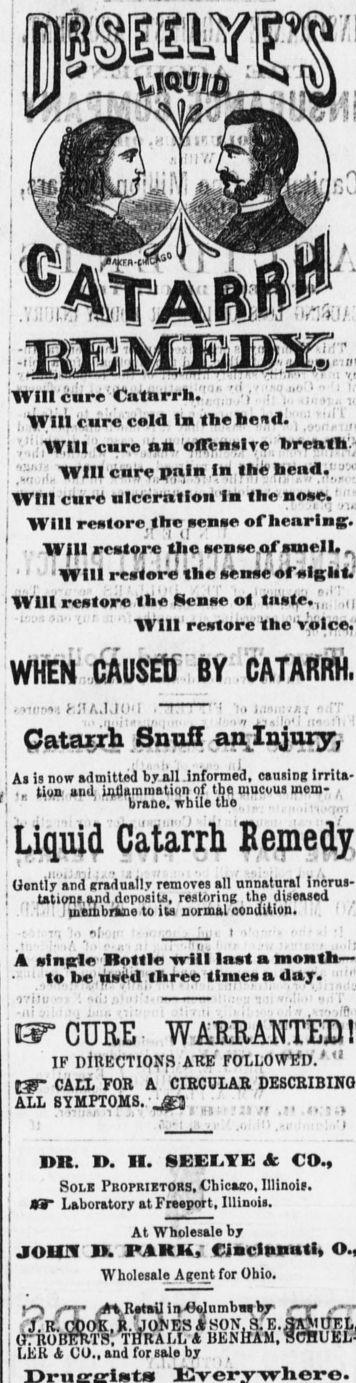 DR SEELYE'S
LIQUID
BAKER-CHICAGO
CATARRH
REMEDY.
Will cure Catarrh.
Will cure cold in the head.
Will cure an offensive breath.
Will cure pain in the head.
Will cure ulceration in the nose.
Will restore the sense of hearing.
Will restore the sense of smell.
Will restore the sense of sight.
Will restore the Sense of taste.
Will restore the voice.
WHEN CAUSED BY CATARRH.
Catarrh Snuff an Injury,
As is now admitted by all informed, causing irrita-
tion and inflammation of the mucous mem-
brane, while the
Liquid Catarrh Remedy
Gently and gradually removes all unnatural incrus-
tations and deposits, restoring the diseased
membrane to its normal condition.
A single Bottle will last a month—
to be used three times a day.
☞ CURE WARRANTED!
IF DIRECTIONS ARE FOLLOWED.
☞ CALL FOR A CIRCULAR DESCRIBING
ALL SYMPTOMS. ☜
DR. D. H. SEELYE & CO.,
SOLE PROPRIETORS, Chicago, Illinois.
☞ Laboratory at Freeport, Illinois.
At Wholesale by
JOHN D. PARK, Cincinnati, O.,
Wholesale Agent for Ohio.
At Retail in Columbus by
J. R. COOK, R. JONES & SON, S. E. SAMUEL,
G. ROBERTS, THRALL & BENHAM, SCHUEL-
LER & CO., and for sale by
Druggists Everywhere.